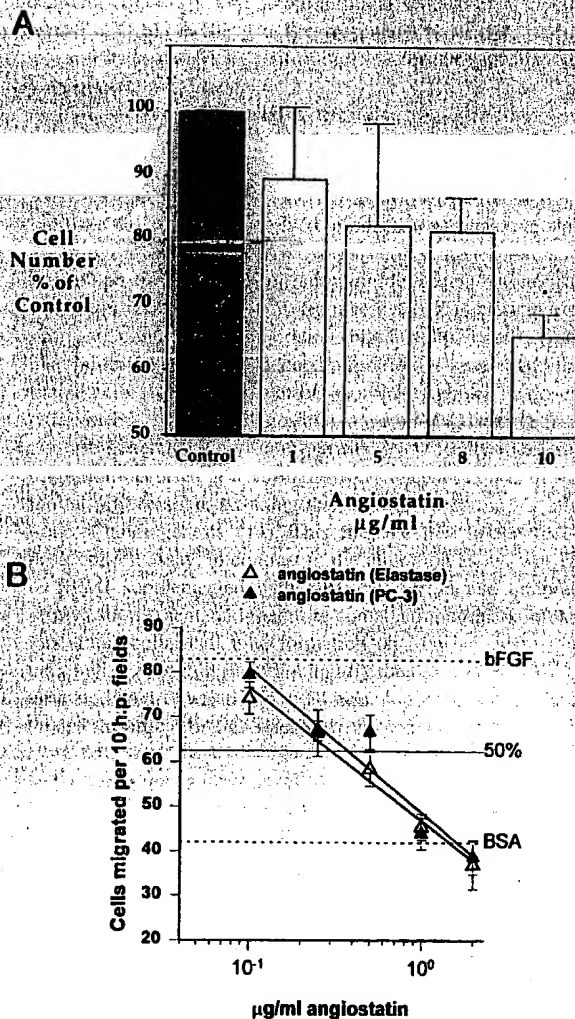 A
100
90
80
70
60
50
Cell
Number
% of
Control
Control 1 5 8 10
Angiostatin
µg/ml
B
angiostatin (Elastase)
angiostatin (PC-3)
90
80
70
60
50
40
30
20
Cells migrated per 10 h.p. fields
bFGF
50%
BSA
10⁻¹ 10⁰
µg/ml angiostatin